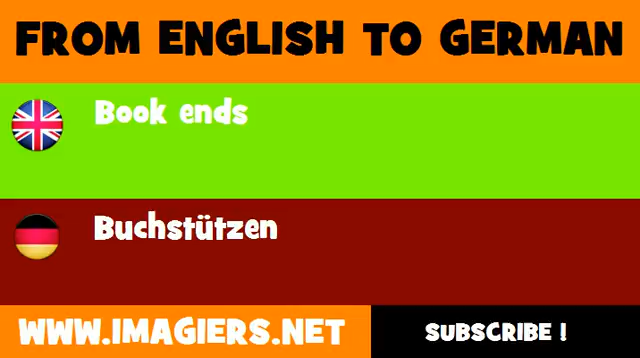 FROM ENGLISH TO GERMAN
Book ends
Buchstützen
WWW.IMAGIERS.NET
SUBSCRIBE !